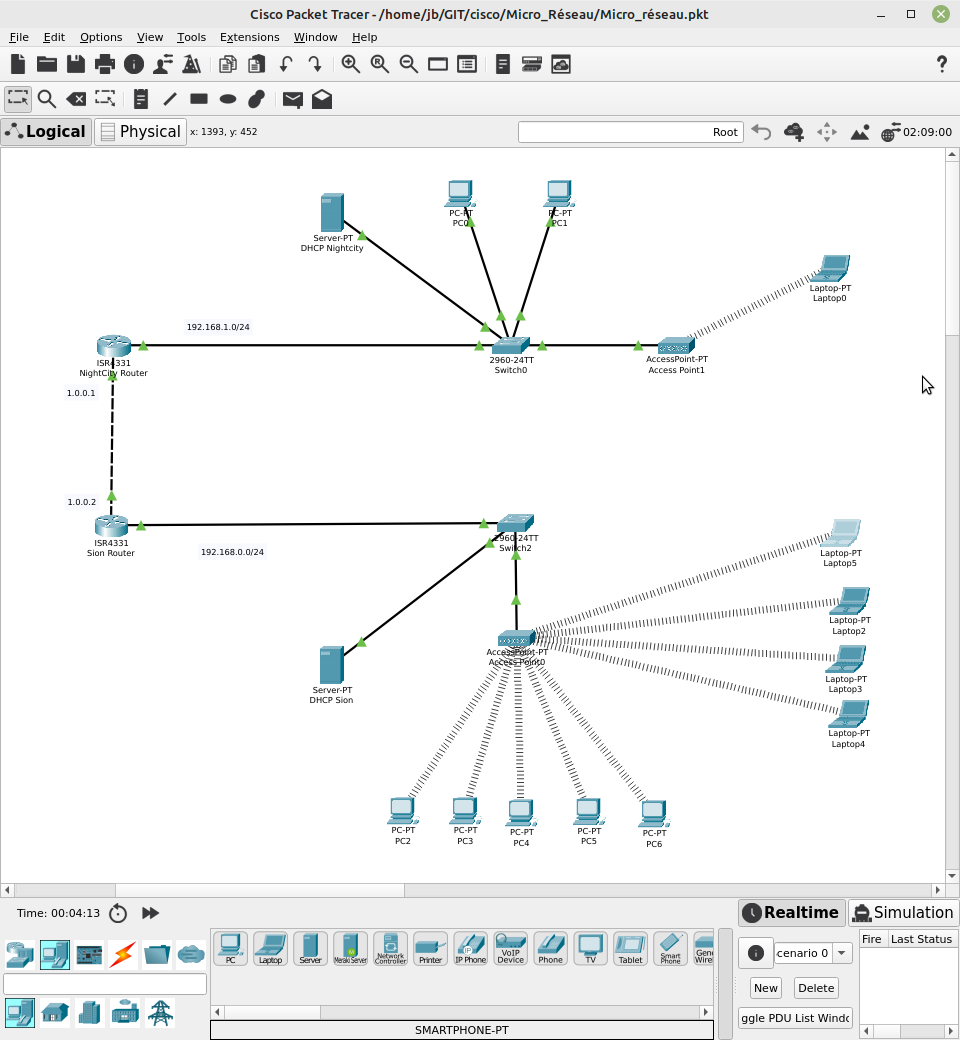 Cisco Packet Tracer - /home/jb/GIT/cisco/Micro_Réseau/Micro_réseau.pkt
File Edit Options View Tools Extensions Window Help
Logical Physical x: 1393, y: 452 Root 02:09:00
PC-PT
PC0
PC-PT
PC1
Server-PT
DHCP Nightcity
Laptop-PT
Laptop0
192.168.1.0/24
ISR4331
NightCity Router
2960-24TT
Switch0
AccessPoint-PT
Access Point1
1.0.0.1
1.0.0.2
ISR4331
Sion Router
192.168.0.0/24
2960-24TT
Switch2
Laptop-PT
Laptop5
Laptop-PT
Laptop2
AccessPoint-PT
Access Point0
Laptop-PT
Laptop3
Server-PT
DHCP Sion
Laptop-PT
Laptop4
PC-PT
PC2
PC-PT
PC3
PC-PT
PC4
PC-PT
PC5
PC-PT
PC6
Time: 00:04:13
Realtime Simulation
PC Laptop Server Meraki Server Network Controller Printer IP Phone VoIP Device Phone TV Tablet Smart Phone Gene Wire
cenario 0
Fire Last Status
New Delete
ggle PDU List Windo
SMARTPHONE-PT